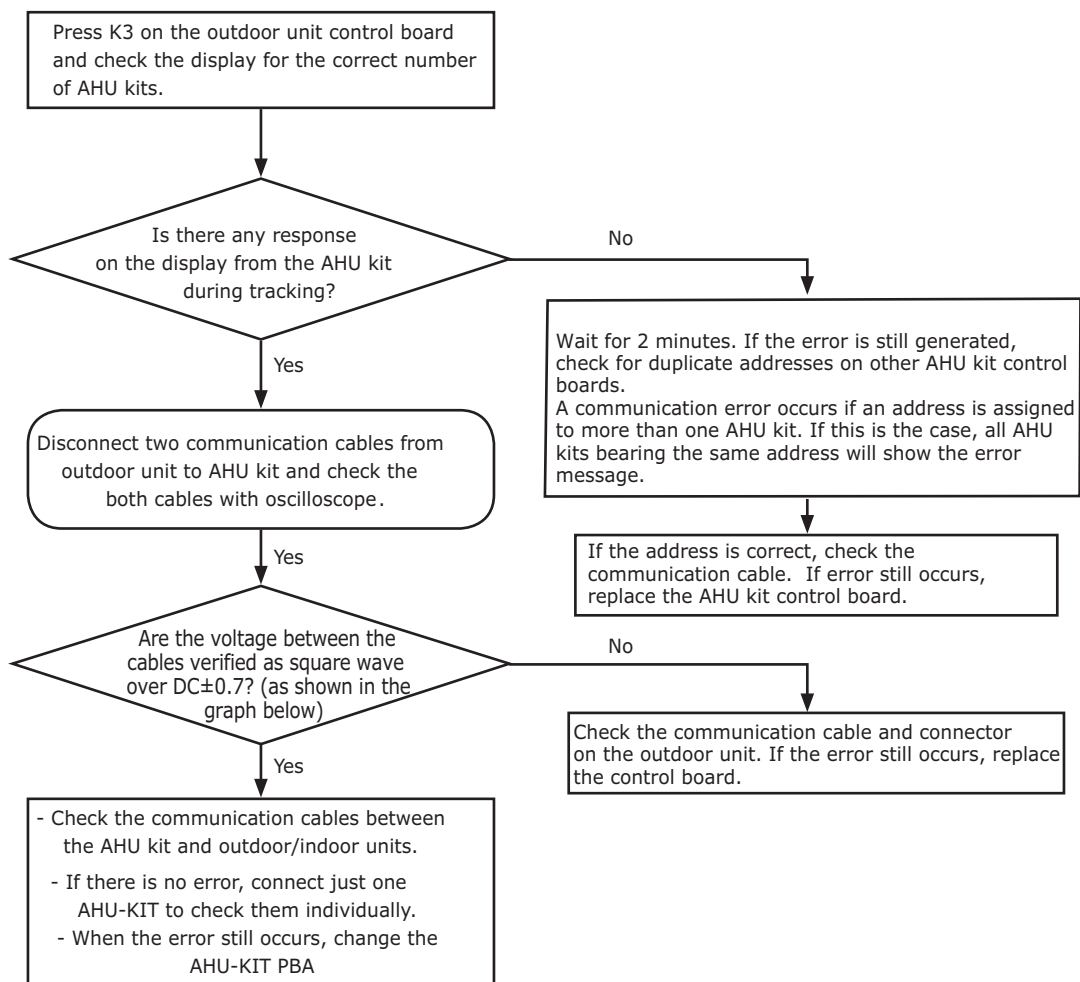 Press K3 on the outdoor unit control board
and check the display for the correct number
of AHU kits.
Is there any response
on the display from the AHU kit
during tracking?
No
Wait for 2 minutes. If the error is still generated,
check for duplicate addresses on other AHU kit control
boards.
A communication error occurs if an address is assigned
to more than one AHU kit. If this is the case, all AHU
kits bearing the same address will show the error
message.
If the address is correct, check the
communication cable. If error still occurs,
replace the AHU kit control board.
Yes
Disconnect two communication cables from
outdoor unit to AHU kit and check the
both cables with oscilloscope.
Yes
Are the voltage between the
cables verified as square wave
over DC±0.7? (as shown in the
graph below)
No
Check the communication cable and connector
on the outdoor unit. If the error still occurs, replace
the control board.
Yes
- Check the communication cables between
the AHU kit and outdoor/indoor units.
- If there is no error, connect just one
AHU-KIT to check them individually.
- When the error still occurs, change the
AHU-KIT PBA